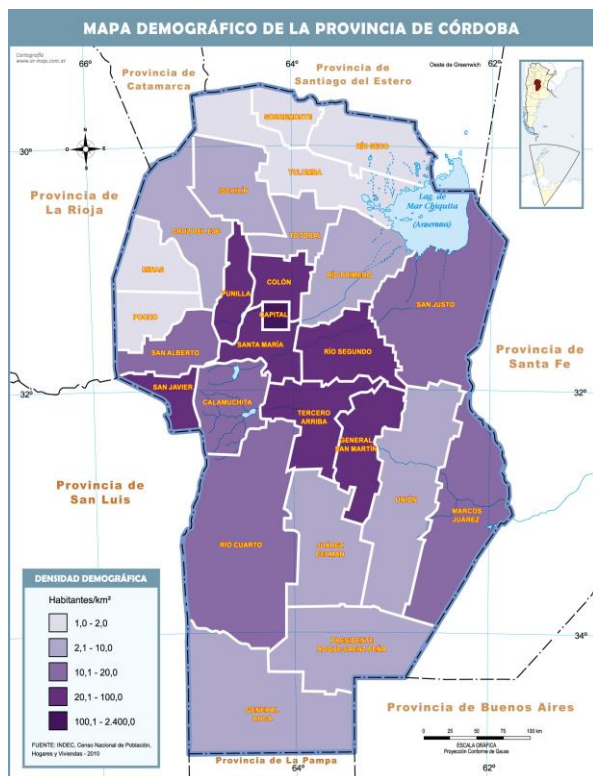 MAPA DEMOGRÁFICO DE LA PROVINCIA DE CÓRDOBA
Cartografía
www.ar-map.com.ar
66°
64°
62°
Oeste de Greenwich
Provincia de
Catamarca
Provincia de
Santiago del Estero
N
30°
SOBREMONTE
RÍO SECO
TULUMBA
Lag. de
Mar Chiquita
(Ansenuza)
ISCHILÍN
Provincia de
La Rioja
CRUZ DEL EJE
TOTORAL
RÍO PRIMERO
MINAS
PUNILLA
COLÓN
SAN JUSTO
POCHO
CAPITAL
SANTA MARÍA
RÍO SEGUNDO
SAN ALBERTO
Provincia de
Santa Fe
32°
32°
SAN JAVIER
CALAMUCHITA
TERCERO
ARRIBA
GENERAL
SAN MARTÍN
Provincia de
San Luis
UNIÓN
MARCOS
JUÁREZ
RÍO CUARTO
JUÁREZ
CELMAN
DENSIDAD DEMOGRÁFICA
Habitantes/km²
1,0 - 2,0
2,1 - 10,0
10,1 - 20,0
20,1 - 100,0
100,1 - 2.400,0
FUENTE: INDEC, Censo Nacional de Población,
Hogares y Viviendas - 2010
34°
PRESIDENTE
ROQUE SAENZ PEÑA
GENERAL
ROCA
Provincia de Buenos Aires
0
50
100
150 km
ESCALA GRÁFICA
Proyección Conforme de Gauss
Provincia de La Pampa
64°
62°